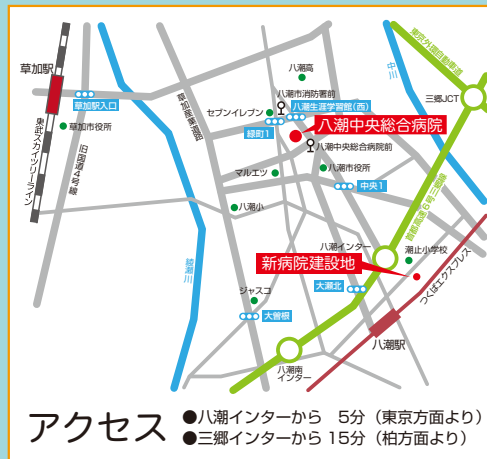 東京外環自動車道
中川
三郷JCT
草加駅
草加駅入口
草加市役所
東武スカイツリーライン
旧国道4号線
草加産業道路
八潮高
八潮市消防署前
セブンイレブン
八潮生涯学習館(西)
緑町1
八潮中央総合病院
八潮中央総合病院前
マルエツ
八潮市役所
中央1
八潮小
首都高速6号三郷線
綾瀬川
八潮インター
潮止小学校
新病院建設地
つくばエクスプレス
ジャスコ
大瀬北
大曽根
八潮駅
八潮南
インター
アクセス
●八潮インターから 5分(東京方面より)
●三郷インターから 15分(柏方面より)